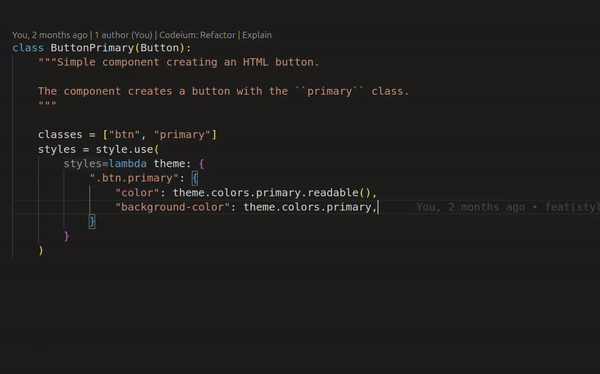 You, 2 months ago | 1 author (You) | Codeium: Refactor | Explain
class ButtonPrimary(Button):
"""Simple component creating an HTML button.
The component creates a button with the ``primary`` class.
"""
classes = ["btn", "primary"]
styles = style.use(
styles=lambda theme: {
".btn.primary": {
"color": theme.colors.primary.readable(),
"background-color": theme.colors.primary, You, 2 months ago • feat(styl
}
}
)